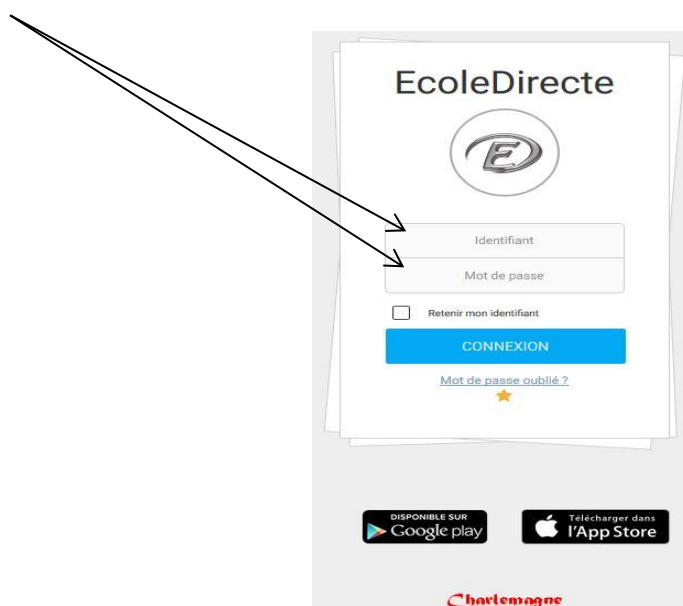 EcoleDirecte
E
Identifiant
Mot de passe
Retenir mon identifiant
CONNEXION
Mot de passe oublié ?
DISPONIBLE SUR
Google play
Télécharger dans
l'App Store
Charlemagne